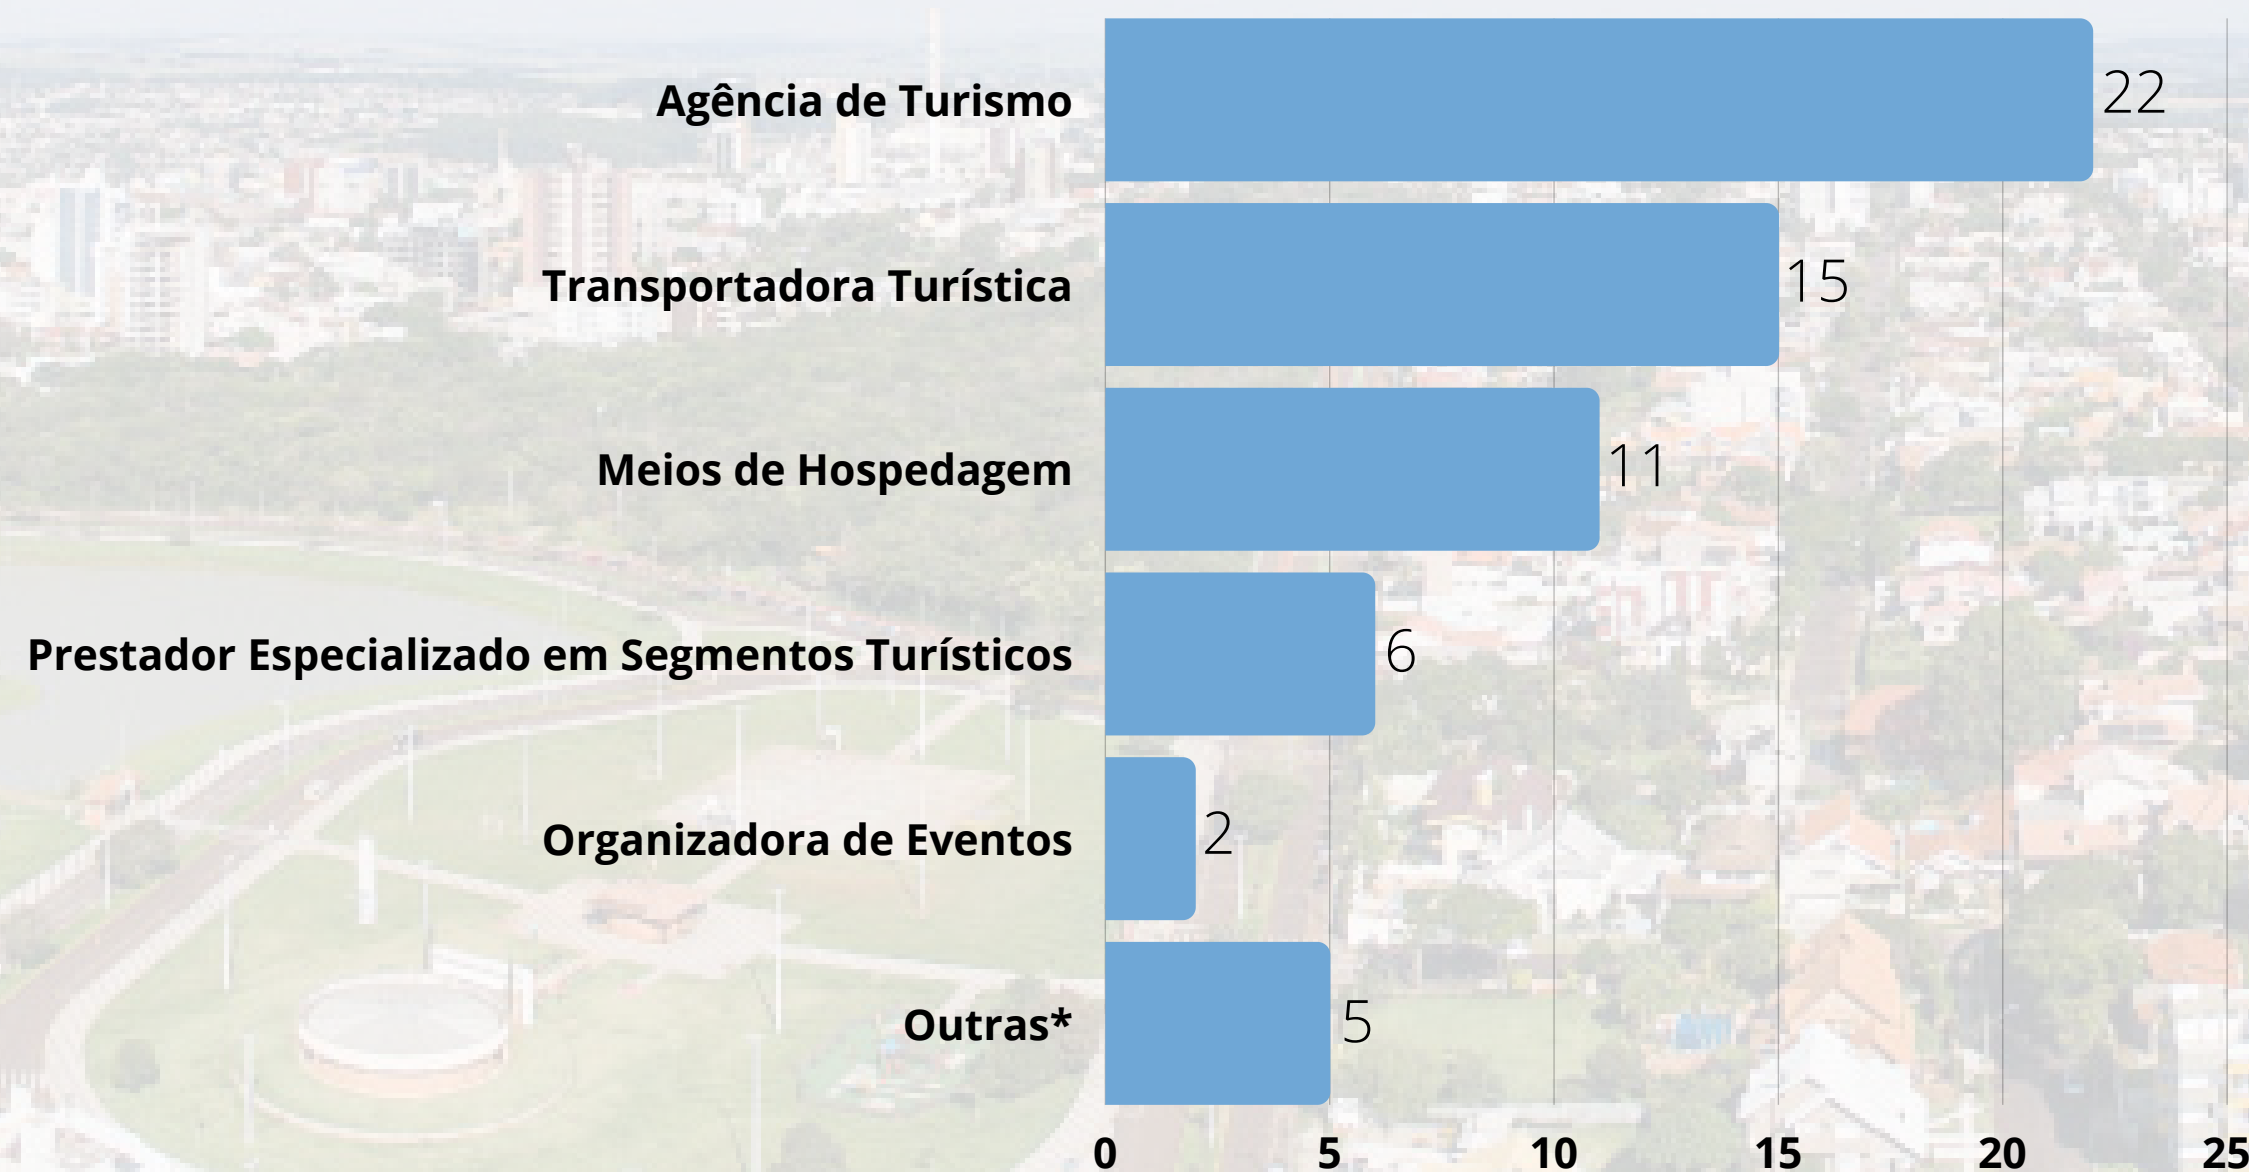 Agência de Turismo
22
Transportadora Turística
15
Meios de Hospedagem
11
Prestador Especializado em Segmentos Turísticos
6
Organizadora de Eventos
2
Outras*
5
0 5 10 15 20 25